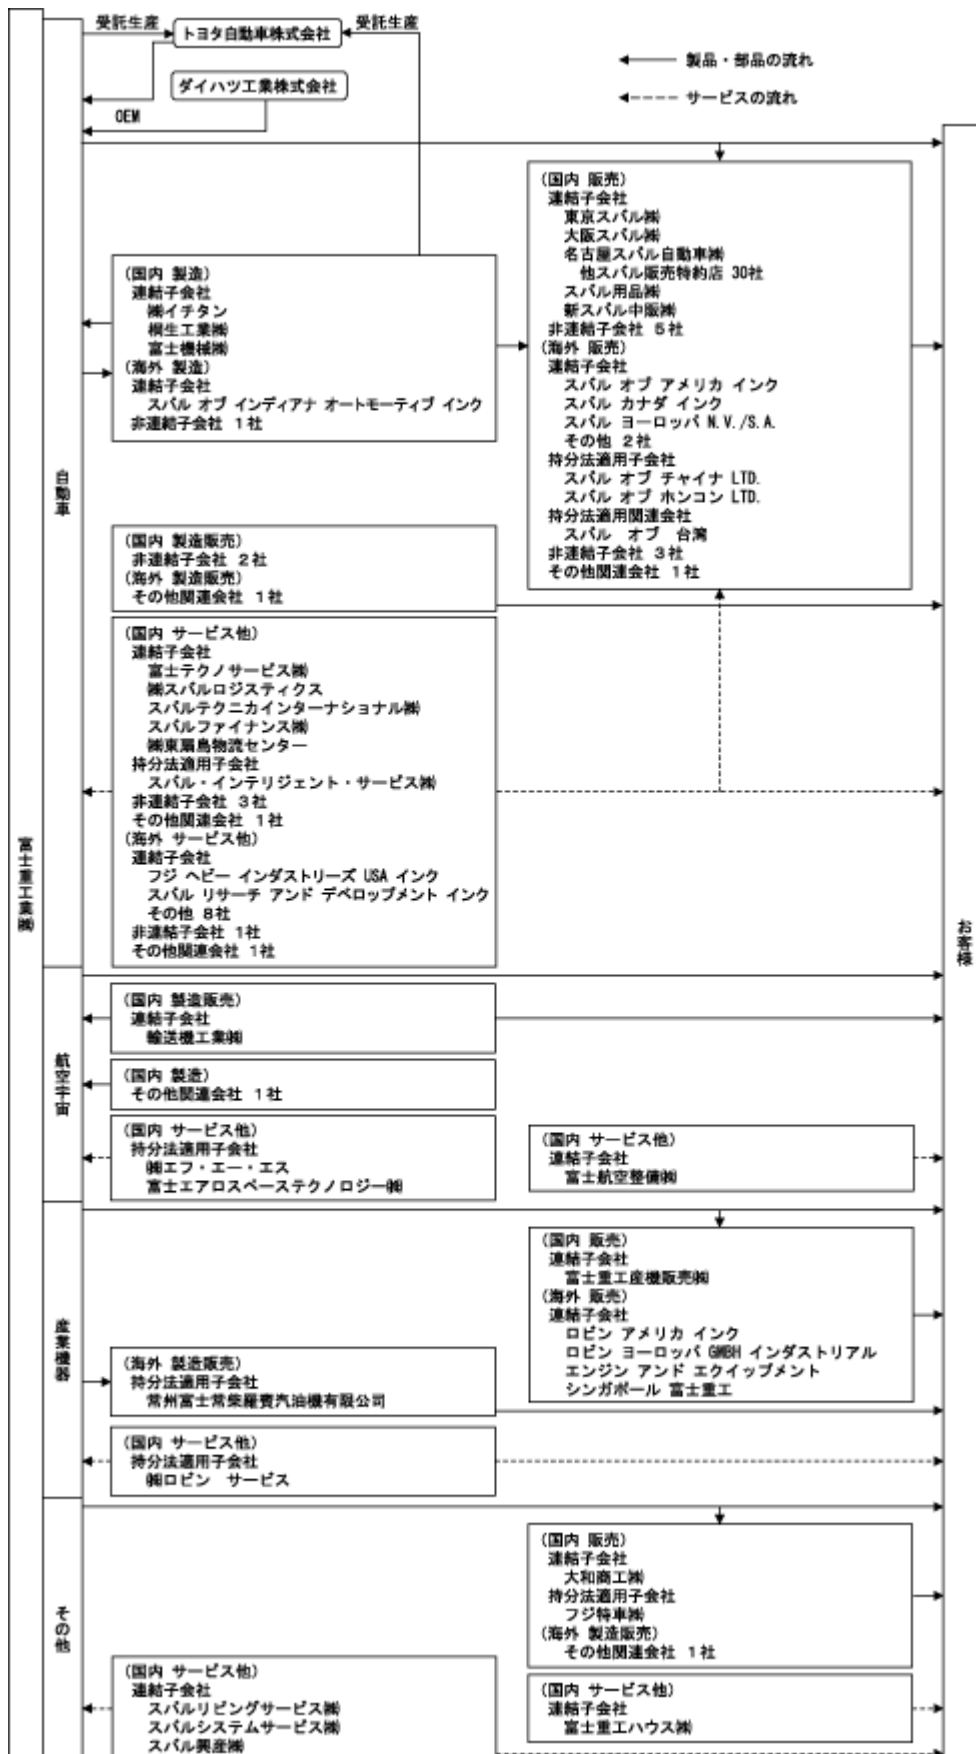 受託生産
受託生産
トヨタ自動車株式会社
ダイハツ工業株式会社
OEM
製品・部品の流れ
サービスの流れ
富士重工業㈱
お客様
自動車
(国内 製造)
連結子会社
㈱イチタン
桐生工業㈱
富士機械㈱
(海外 製造)
連結子会社
スバル オブ インディアナ オートモーティブ インク
非連結子会社 1社
(国内 販売)
連結子会社
東京スバル㈱
大阪スバル㈱
名古屋スバル自動車㈱
他スバル販売特約店 30社
スバル用品㈱
新スバル中販㈱
非連結子会社 5社
(海外 販売)
連結子会社
スバル オブ アメリカ インク
スバル カナダ インク
スバル ヨーロッパ N.V./S.A.
その他 2社
持分法適用子会社
スバル オブ チャイナ LTD.
スバル オブ ホンコン LTD.
持分法適用関連会社
スバル オブ 台湾
非連結子会社 3社
その他関連会社 1社
(国内 製造販売)
非連結子会社 2社
(海外 製造販売)
その他関連会社 1社
(国内 サービス他)
連結子会社
富士テクノサービス㈱
㈱スバルロジスティクス
スバルテクニカインターナショナル㈱
スバルファイナンス㈱
㈱東扇島物流センター
持分法適用子会社
スバル・インテリジェント・サービス㈱
非連結子会社 3社
その他関連会社 1社
(海外 サービス他)
連結子会社
フジ ヘビー インダストリーズ USA インク
スバル リサーチ アンド デベロップメント インク
その他 8社
非連結子会社 1社
その他関連会社 1社
航空宇宙
(国内 製造販売)
連結子会社
輸送機工業㈱
(国内 製造)
その他関連会社 1社
(国内 サービス他)
持分法適用子会社
㈱エフ・エー・エス
富士エアロスペーステクノロジー㈱
(国内 サービス他)
連結子会社
富士航空整備㈱
産業機器
(国内 販売)
連結子会社
富士重工産機販売㈱
(海外 販売)
連結子会社
ロビン アメリカ インク
ロビン ヨーロッパ GMBH インダストリアル
エンジン アンド エクイップメント
シンガポール 富士重工
(海外 製造販売)
持分法適用子会社
常州富士常柴羅賓汽油機有限公司
(国内 サービス他)
持分法適用子会社
㈱ロビン サービス
その他
(国内 販売)
連結子会社
大和商工㈱
持分法適用子会社
フジ特車㈱
(海外 製造販売)
その他関連会社 1社
(国内 サービス他)
連結子会社
スバルリビングサービス㈱
スバルシステムサービス㈱
スバル興産㈱
(国内 サービス他)
連結子会社
富士重工ハウス㈱